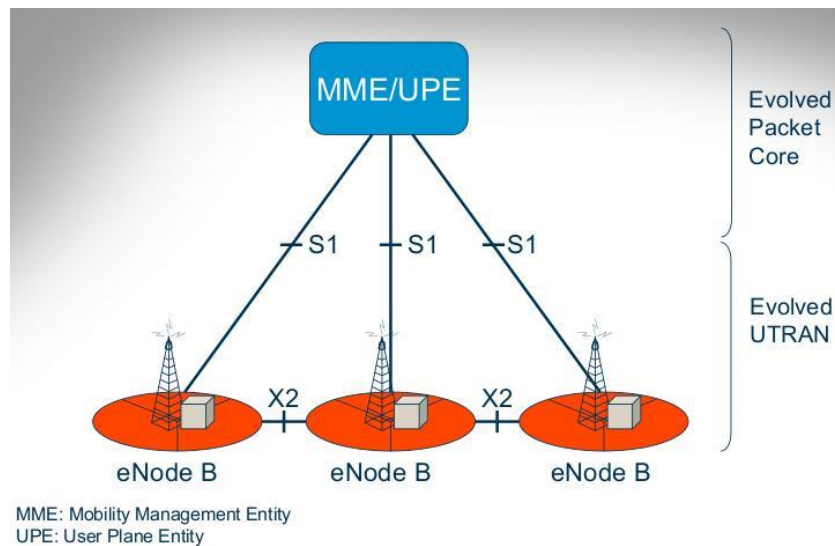 MME/UPE
Evolved
Packet
Core
S1
S1
S1
Evolved
UTRAN
X2
X2
eNode B
eNode B
eNode B
MME: Mobility Management Entity
UPE: User Plane Entity